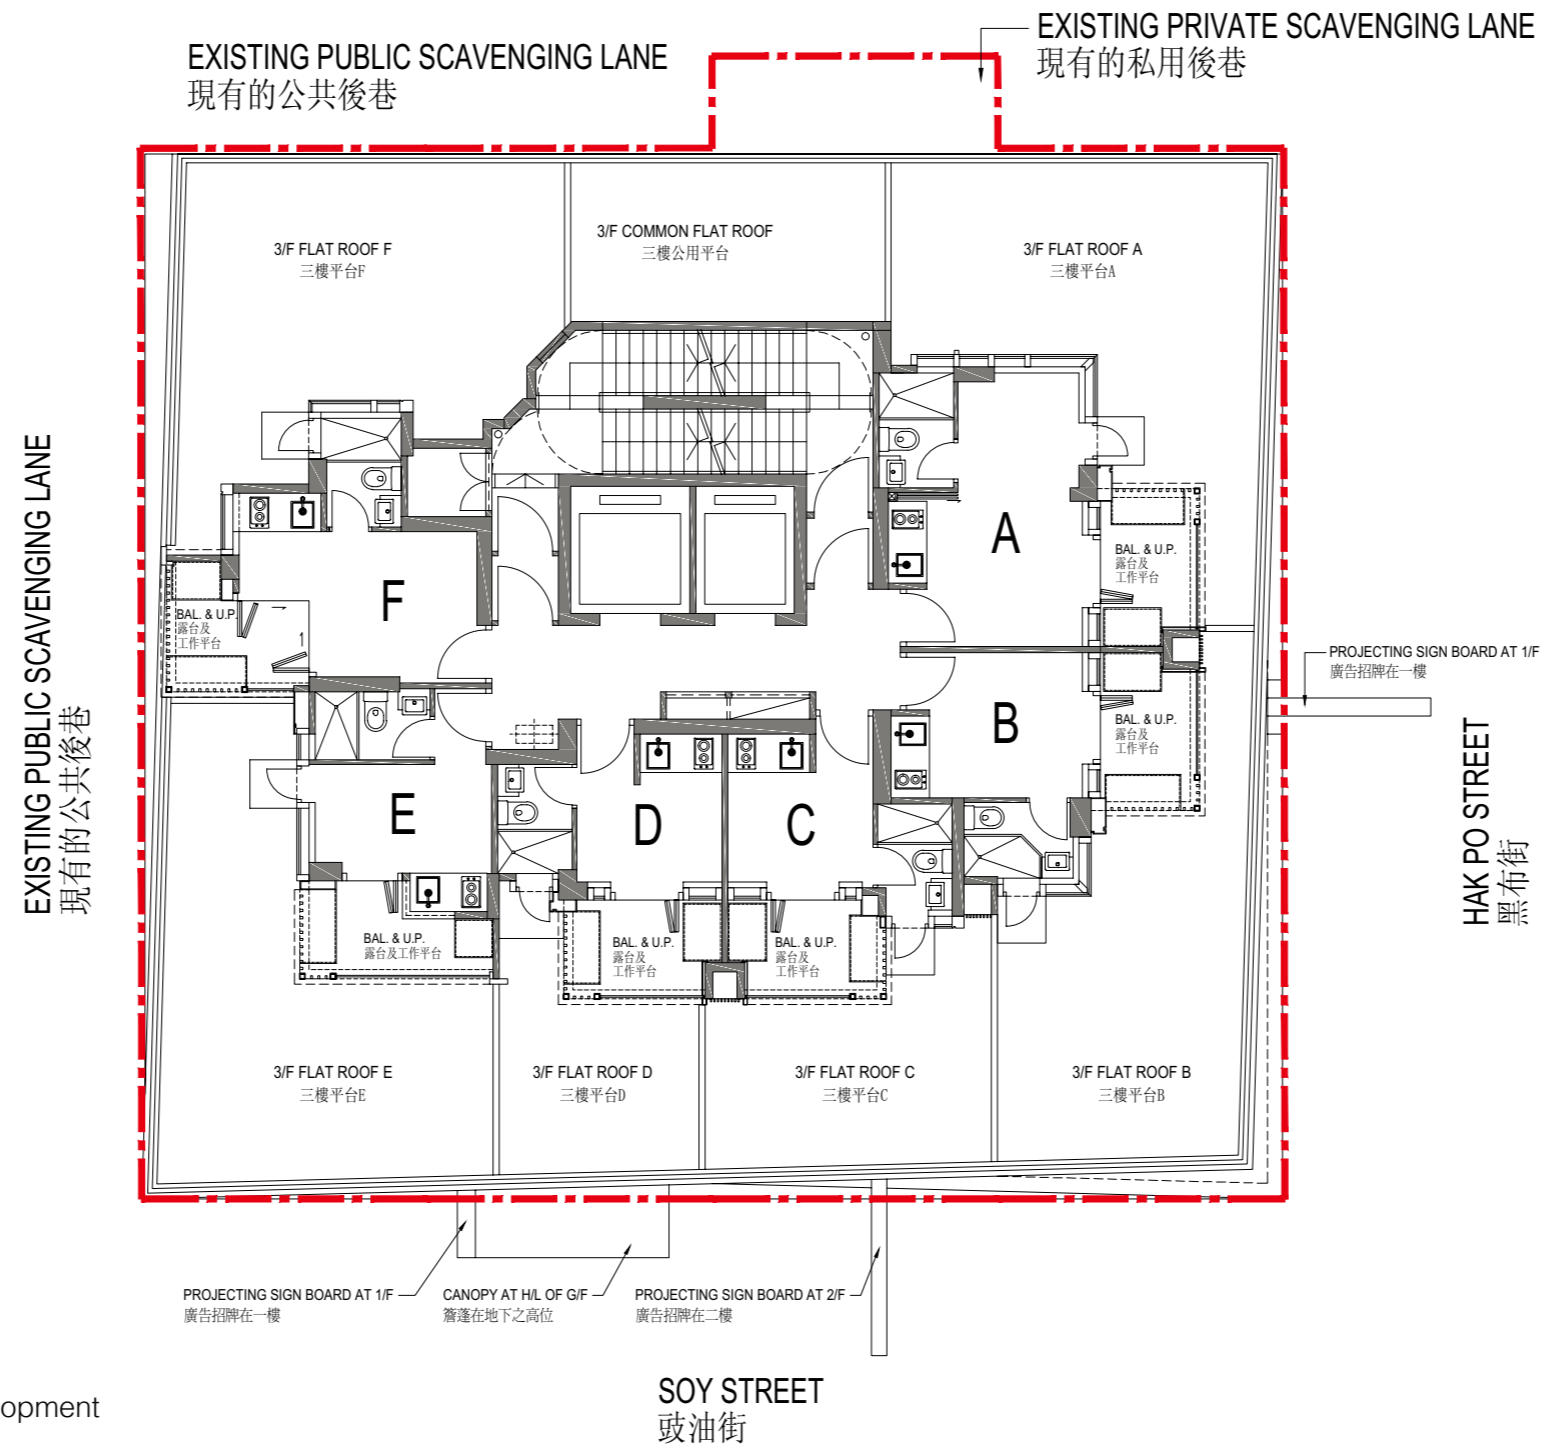 EXISTING PRIVATE SCAVENGING LANE
現有的私用後巷
EXISTING PUBLIC SCAVENGING LANE
現有的公共後巷
3/F FLAT ROOF F
三樓平台F
3/F COMMON FLAT ROOF
三樓公用平台
3/F FLAT ROOF A
三樓平台A
EXISTING PUBLIC SCAVENGING LANE
現有的公共後巷
A
BAL. & U.P.
露台及
工作平台
F
BAL. & U.P.
露台及
工作平台
PROJECTING SIGN BOARD AT 1/F
廣告招牌在一樓
B
BAL. & U.P.
露台及
工作平台
HAK PO STREET
黑布街
E
D
C
BAL. & U.P.
露台及工作平台
BAL. & U.P.
露台及
工作平台
BAL. & U.P.
露台及
工作平台
3/F FLAT ROOF E
三樓平台E
3/F FLAT ROOF D
三樓平台D
3/F FLAT ROOF C
三樓平台C
3/F FLAT ROOF B
三樓平台B
PROJECTING SIGN BOARD AT 1/F
廣告招牌在一樓
CANOPY AT H/L OF G/F
簷蓬在地下之高位
PROJECTING SIGN BOARD AT 2/F
廣告招牌在二樓
SOY STREET
豉油街
opment